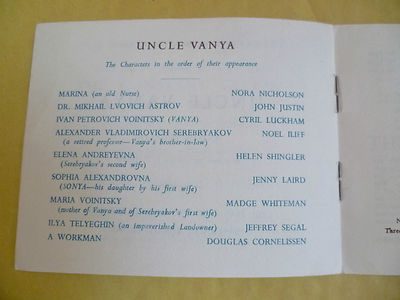 UNCLE VANYA
The Characters in the order of their appearance
MARINA (an old Nurse) NORA NICHOLSON
DR. MIKHAIL LVOVICH ASTROV JOHN JUSTIN
IVAN PETROVICH VOINITSKY (VANYA) CYRIL LUCKHAM
ALEXANDER VLADIMIROVICH SEREBRYAKOV NOEL ILIFF
(a retired professor—Vanya's brother-in-law)
ELENA ANDREYEVNA HELEN SHINGLER
(Serebryakov's second wife)
SOPHIA ALEXANDROVNA JENNY LAIRD
(SONYA—his daughter by his first wife)
MARIA VOINITSKY MADGE WHITEMAN
(mother of Vanya and of Serebryakov's first wife)
ILYA TELYEGHIN (an impoverished Landowner) JEFFREY SEGAL
A WORKMAN DOUGLAS CORNELISSEN
N
Three